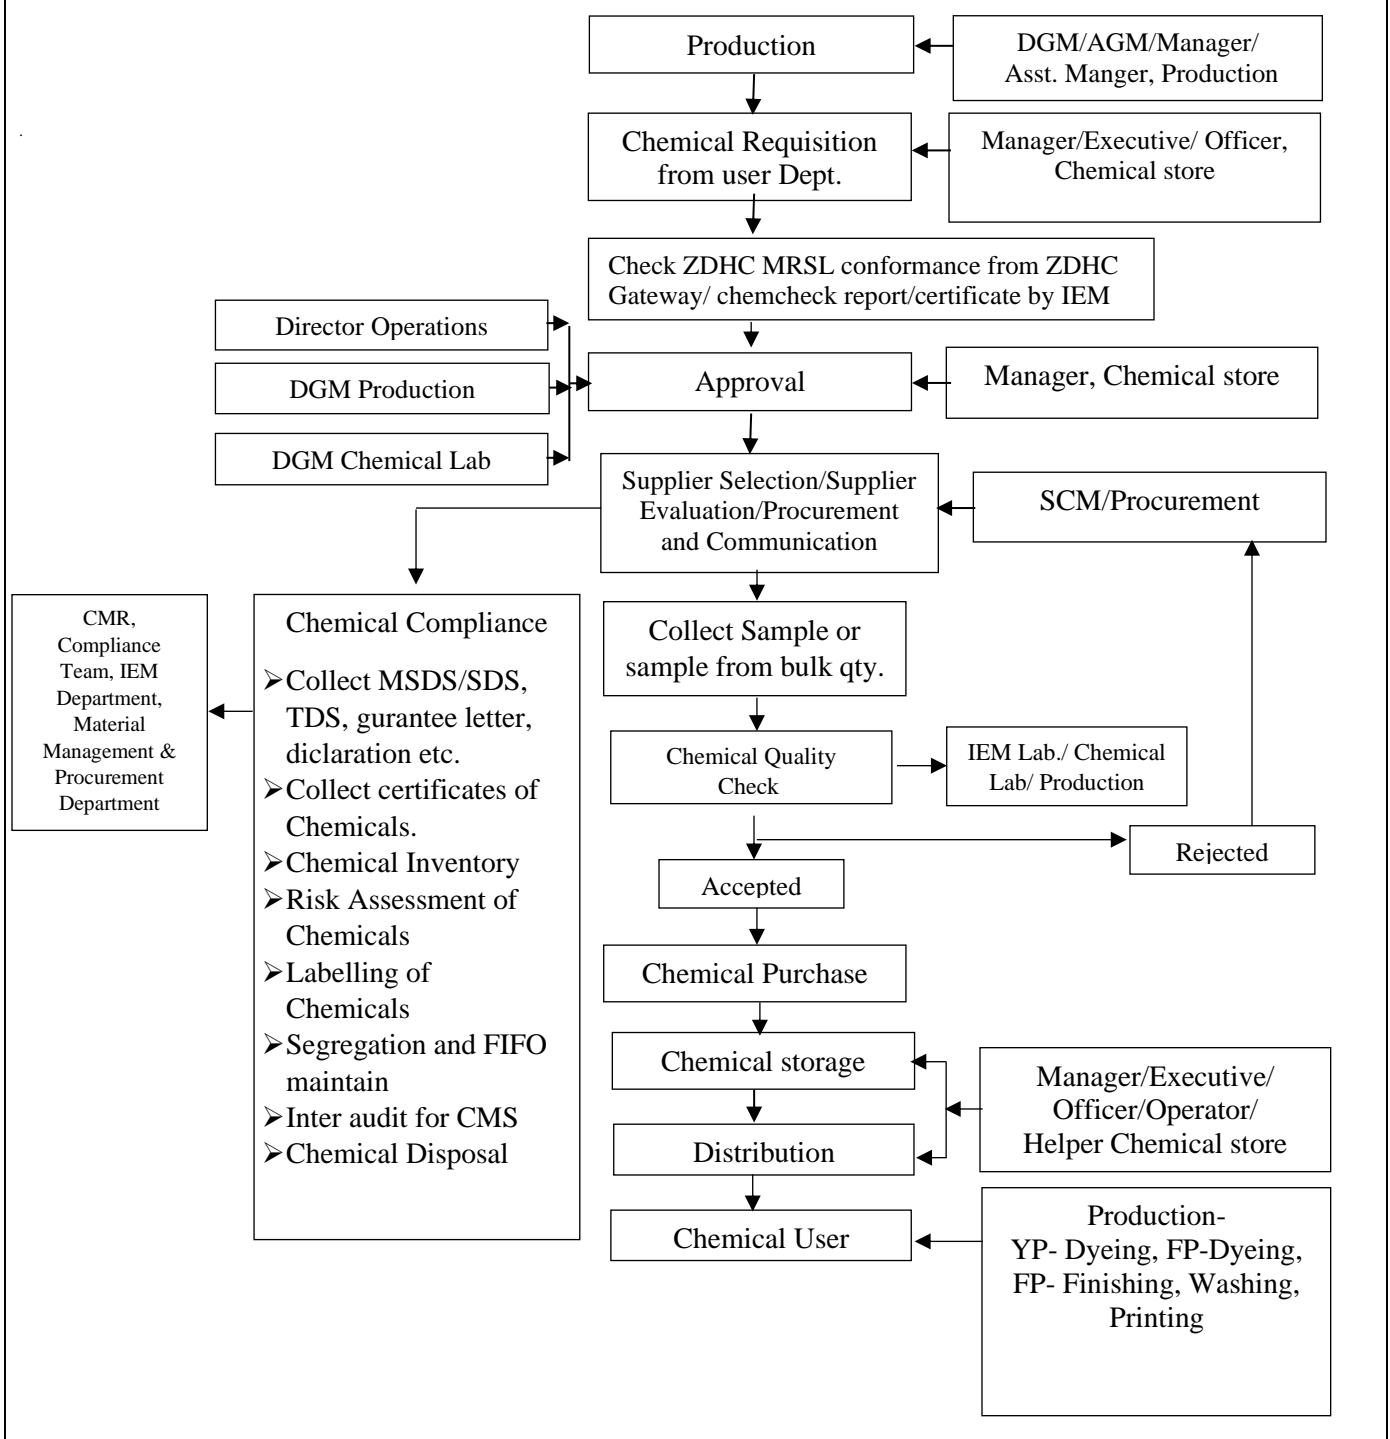 Production
DGM/AGM/Manager/
Asst. Manger, Production
Chemical Requisition
from user Dept.
Manager/Executive/ Officer,
Chemical store
Check ZDHC MRSL conformance from ZDHC
Gateway/ chemcheck report/certificate by IEM
Director Operations
DGM Production
DGM Chemical Lab
Approval
Manager, Chemical store
Supplier Selection/Supplier
Evaluation/Procurement
and Communication
SCM/Procurement
CMR,
Compliance
Team, IEM
Department,
Material
Management &
Procurement
Department
Chemical Compliance
➢Collect MSDS/SDS,
TDS, gurantee letter,
diclaration etc.
➢Collect certificates of
Chemicals.
➢Chemical Inventory
➢Risk Assessment of
Chemicals
➢Labelling of
Chemicals
➢Segregation and FIFO
maintain
➢Inter audit for CMS
➢Chemical Disposal
Collect Sample or
sample from bulk qty.
Chemical Quality
Check
IEM Lab./ Chemical
Lab/ Production
Rejected
Accepted
Chemical Purchase
Chemical storage
Manager/Executive/
Officer/Operator/
Helper Chemical store
Distribution
Chemical User
Production-
YP- Dyeing, FP-Dyeing,
FP- Finishing, Washing,
Printing